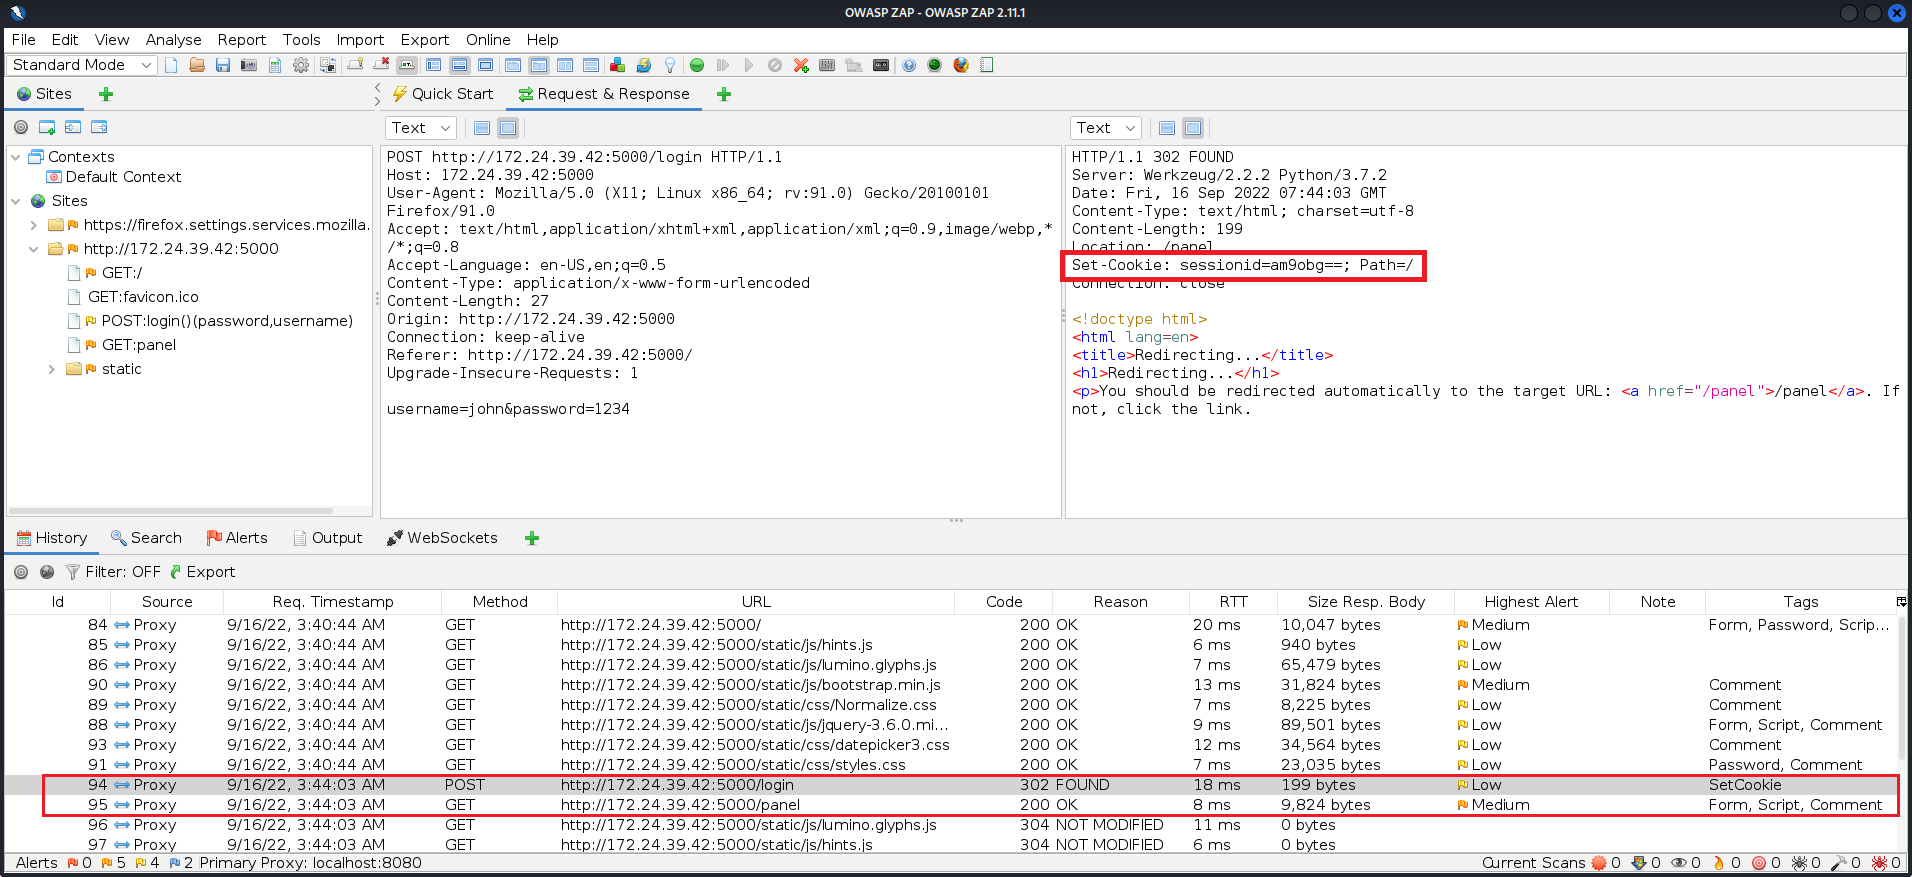 OWASP ZAP - OWASP ZAP 2.11.1
File Edit View Analyse Report Tools Import Export Online Help
Standard Mode
Sites
Quick Start
Request & Response
Text
Text
Contexts
Default Context
Sites
https://firefox.settings.services.mozilla.
http://172.24.39.42:5000
GET:/
GET:favicon.ico
POST:login()(password,username)
GET:panel
static
POST http://172.24.39.42:5000/login HTTP/1.1
Host: 172.24.39.42:5000
User-Agent: Mozilla/5.0 (X11; Linux x86_64; rv:91.0) Gecko/20100101
Firefox/91.0
Accept: text/html,application/xhtml+xml,application/xml;q=0.9,image/webp,*
/*;q=0.8
Accept-Language: en-US,en;q=0.5
Content-Type: application/x-www-form-urlencoded
Content-Length: 27
Origin: http://172.24.39.42:5000
Connection: keep-alive
Referer: http://172.24.39.42:5000/
Upgrade-Insecure-Requests: 1
username=john&password=1234
HTTP/1.1 302 FOUND
Server: Werkzeug/2.2.2 Python/3.7.2
Date: Fri, 16 Sep 2022 07:44:03 GMT
Content-Type: text/html; charset=utf-8
Content-Length: 199
Location: /panel
Set-Cookie: sessionid=am9obg==; Path=/
Connection: close
<!doctype html>
<html lang=en>
<title>Redirecting...</title>
<h1>Redirecting...</h1>
<p>You should be redirected automatically to the target URL: <a href="/panel">/panel</a>. If
not, click the link.
History Search Alerts Output WebSockets
Filter: OFF Export
Id Source Req. Timestamp Method URL Code Reason RTT Size Resp. Body Highest Alert Note Tags
84 Proxy 9/16/22, 3:40:44 AM GET http://172.24.39.42:5000/ 200 OK 20 ms 10,047 bytes Medium Form, Password, Scrip...
85 Proxy 9/16/22, 3:40:44 AM GET http://172.24.39.42:5000/static/js/hints.js 200 OK 6 ms 940 bytes Low
86 Proxy 9/16/22, 3:40:44 AM GET http://172.24.39.42:5000/static/js/lumino.glyphs.js 200 OK 7 ms 65,479 bytes Low
90 Proxy 9/16/22, 3:40:44 AM GET http://172.24.39.42:5000/static/js/bootstrap.min.js 200 OK 13 ms 31,824 bytes Medium Comment
89 Proxy 9/16/22, 3:40:44 AM GET http://172.24.39.42:5000/static/css/Normalize.css 200 OK 7 ms 8,225 bytes Low Comment
88 Proxy 9/16/22, 3:40:44 AM GET http://172.24.39.42:5000/static/js/jquery-3.6.0.mi... 200 OK 9 ms 89,501 bytes Low Form, Script, Comment
93 Proxy 9/16/22, 3:40:44 AM GET http://172.24.39.42:5000/static/css/datepicker3.css 200 OK 12 ms 34,564 bytes Low Comment
91 Proxy 9/16/22, 3:40:44 AM GET http://172.24.39.42:5000/static/css/styles.css 200 OK 7 ms 23,035 bytes Low Password, Comment
94 Proxy 9/16/22, 3:44:03 AM POST http://172.24.39.42:5000/login 302 FOUND 18 ms 199 bytes Low SetCookie
95 Proxy 9/16/22, 3:44:03 AM GET http://172.24.39.42:5000/panel 200 OK 8 ms 9,824 bytes Medium Form, Script, Comment
96 Proxy 9/16/22, 3:44:03 AM GET http://172.24.39.42:5000/static/js/lumino.glyphs.js 304 NOT MODIFIED 11 ms 0 bytes
97 Proxy 9/16/22, 3:44:03 AM GET http://172.24.39.42:5000/static/js/hints.js 304 NOT MODIFIED 6 ms 0 bytes
Alerts 0 5 4 2 Primary Proxy: localhost:8080 Current Scans 0 0 0 0 0 0 0 0